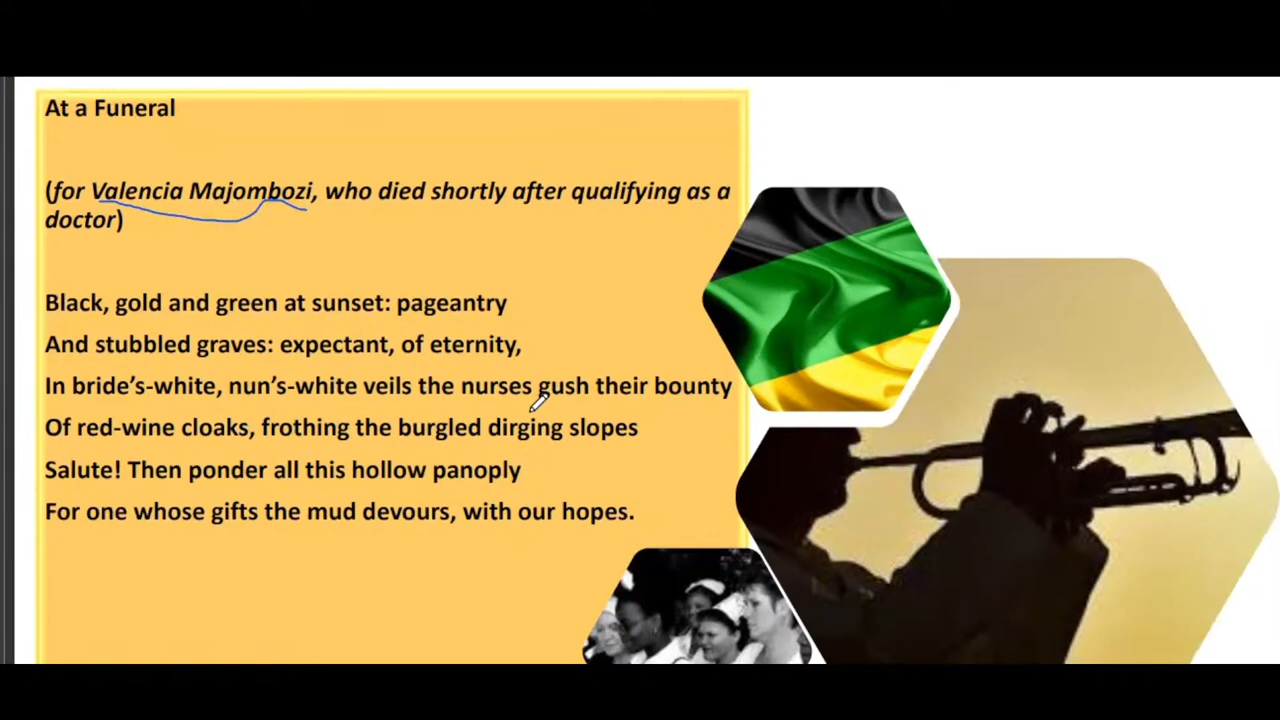 At a Funeral
(for Valencia Majombozi, who died shortly after qualifying as a
doctor)
Black, gold and green at sunset: pageantry
And stubbled graves: expectant, of eternity,
In bride’s-white, nun’s-white veils the nurses gush their bounty
Of red-wine cloaks, frothing the burgled dirging slopes
Salute! Then ponder all this hollow panoply
For one whose gifts the mud devours, with our hopes.